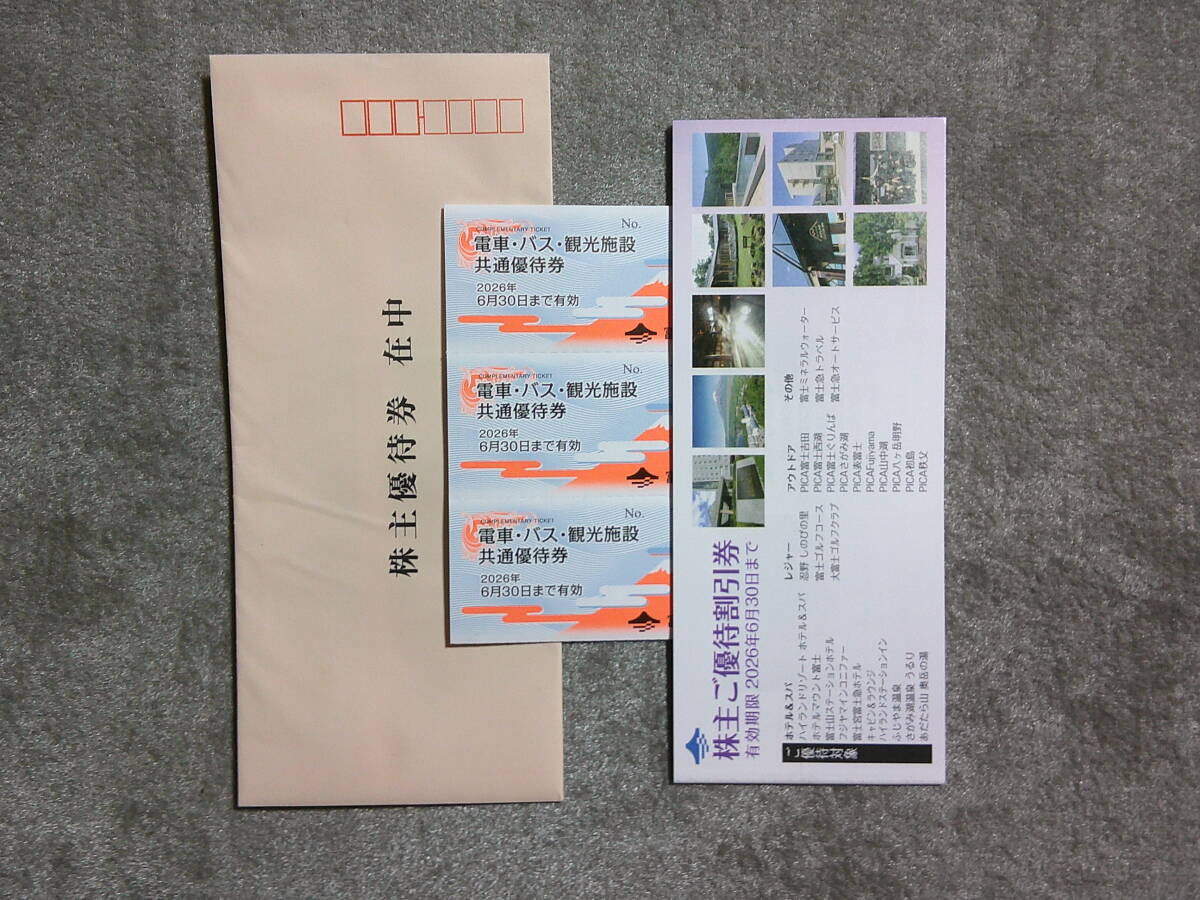 株主優待券 在中
COMPLEMENTARY TICKET
No.
電車・バス・観光施設
共通優待券
2026年
6月30日まで有効
COMPLEMENTARY TICKET
No.
電車・バス・観光施設
共通優待券
2026年
6月30日まで有効
COMPLEMENTARY TICKET
No.
電車・バス・観光施設
共通優待券
2026年
6月30日まで有効
株主ご優待割引券
有効期限 2026年6月30日まで
ご優待対象
ホテル&スパ
ハイランドリゾート ホテル&スパ
ホテルマウント富士
富士山ステーションホテル
フジヤマインコニファー
富士宮富士急ホテル
キャビン&ラウンジ
ハイランドステーションイン
ふじやま温泉
さがみ湖温泉 うるり
あだたら山 奥岳の湯
レジャー
忍野 しのびの里
富士ゴルフコース
大富士ゴルフクラブ
アウトドア
PICA富士吉田
PICA富士西湖
PICA富士ぐりんぱ
PICAさがみ湖
PICA表富士
PICAFujiyama
PICA山中湖
PICA八ヶ岳明野
PICA初島
PICA秩父
その他
富士ミネラルウォーター
富士急トラベル
富士急オートサービス